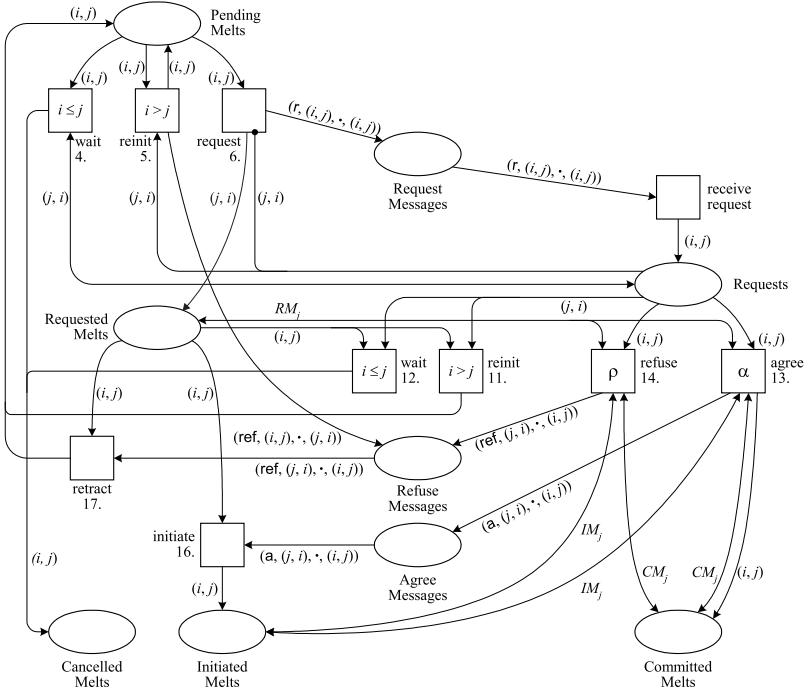 (i, j)
Pending
Melts
(i, j)
(i, j)
(i, j)
(i, j)
i ≤ j
i > j
wait
4.
reinit
5.
request
6.
(r, (i, j), ·, (i, j))
Request
Messages
(r, (i, j), ·, (i, j))
receive
request
(j, i)
(j, i)
(j, i)
(j, i)
(i, j)
Requests
Requested
Melts
RM_j
(i, j)
(j, i)
(i, j)
(i, j)
i ≤ j
wait
12.
i > j
reinit
11.
ρ
refuse
14.
α
agree
13.
(i, j)
(i, j)
(ref, (i, j), ·, (j, i))
(ref, (j, i), ·, (i, j))
(ref, (j, i), ·, (i, j))
retract
17.
Refuse
Messages
(a, (j, i), ·, (i, j))
initiate
16.
(a, (j, i), ·, (i, j))
Agree
Messages
IM_j
(i, j)
(i, j)
IM_j
CM_j
CM_j
(i, j)
Cancelled
Melts
Initiated
Melts
Committed
Melts